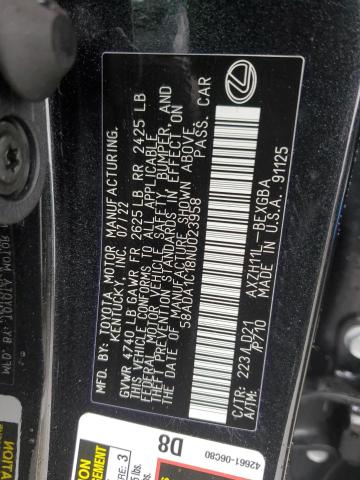 MFD. BY: TOYOTA MOTOR MANUFACTURING.
KENTUCKY, INC. 07/22
GVWR 4740 LB GAWR FR 2625 LB RR 2425 LB
THIS VEHICLE CONFORMS TO ALL APPLICABLE
FEDERAL MOTOR VEHICLE SAFETY, BUMPER, AND
THEFT PREVENTION STANDARDS IN EFFECT ON
THE DATE OF MANUFACTURE SHOWN ABOVE.
58ADA1C18NU023958 PASS. CAR
C/TR: 223/LD21 AXZH11L-BEXGBA
A/TM: /P710 MADE IN U.S.A. 91125
D8
42661-06C80